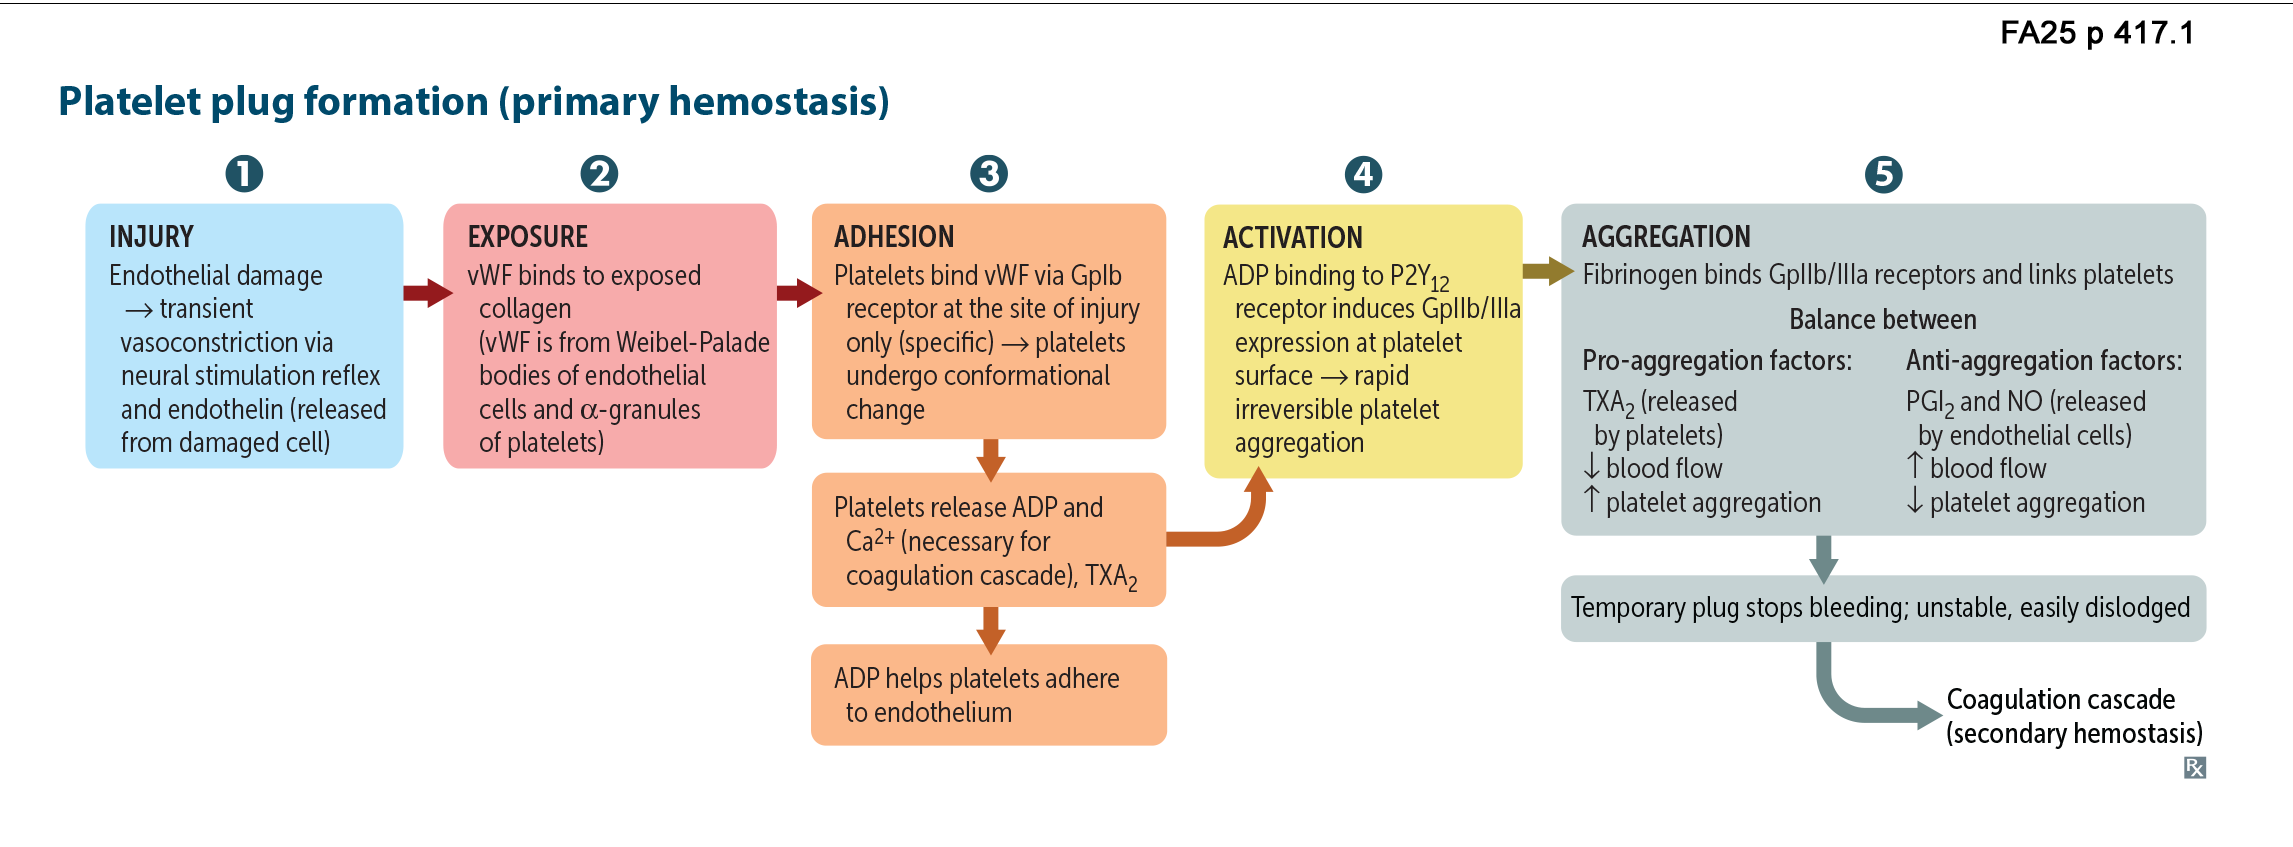 FA25 p 417.1
Platelet plug formation (primary hemostasis)
1
INJURY
Endothelial damage
→ transient
vasoconstriction via
neural stimulation reflex
and endothelin (released
from damaged cell)
2
EXPOSURE
vWF binds to exposed
collagen
(vWF is from Weibel-Palade
bodies of endothelial
cells and α-granules
of platelets)
3
ADHESION
Platelets bind vWF via GpIb
receptor at the site of injury
only (specific) → platelets
undergo conformational
change
Platelets release ADP and
Ca²⁺ (necessary for
coagulation cascade), TXA₂
ADP helps platelets adhere
to endothelium
4
ACTIVATION
ADP binding to P2Y₁₂
receptor induces GpIIb/IIIa
expression at platelet
surface → rapid
irreversible platelet
aggregation
5
AGGREGATION
Fibrinogen binds GpIIb/IIIa receptors and links platelets
Balance between
Pro-aggregation factors:
TXA₂ (released
by platelets)
↓ blood flow
↑ platelet aggregation
Anti-aggregation factors:
PGI₂ and NO (released
by endothelial cells)
↑ blood flow
↓ platelet aggregation
Temporary plug stops bleeding; unstable, easily dislodged
Coagulation cascade
(secondary hemostasis)
Rx